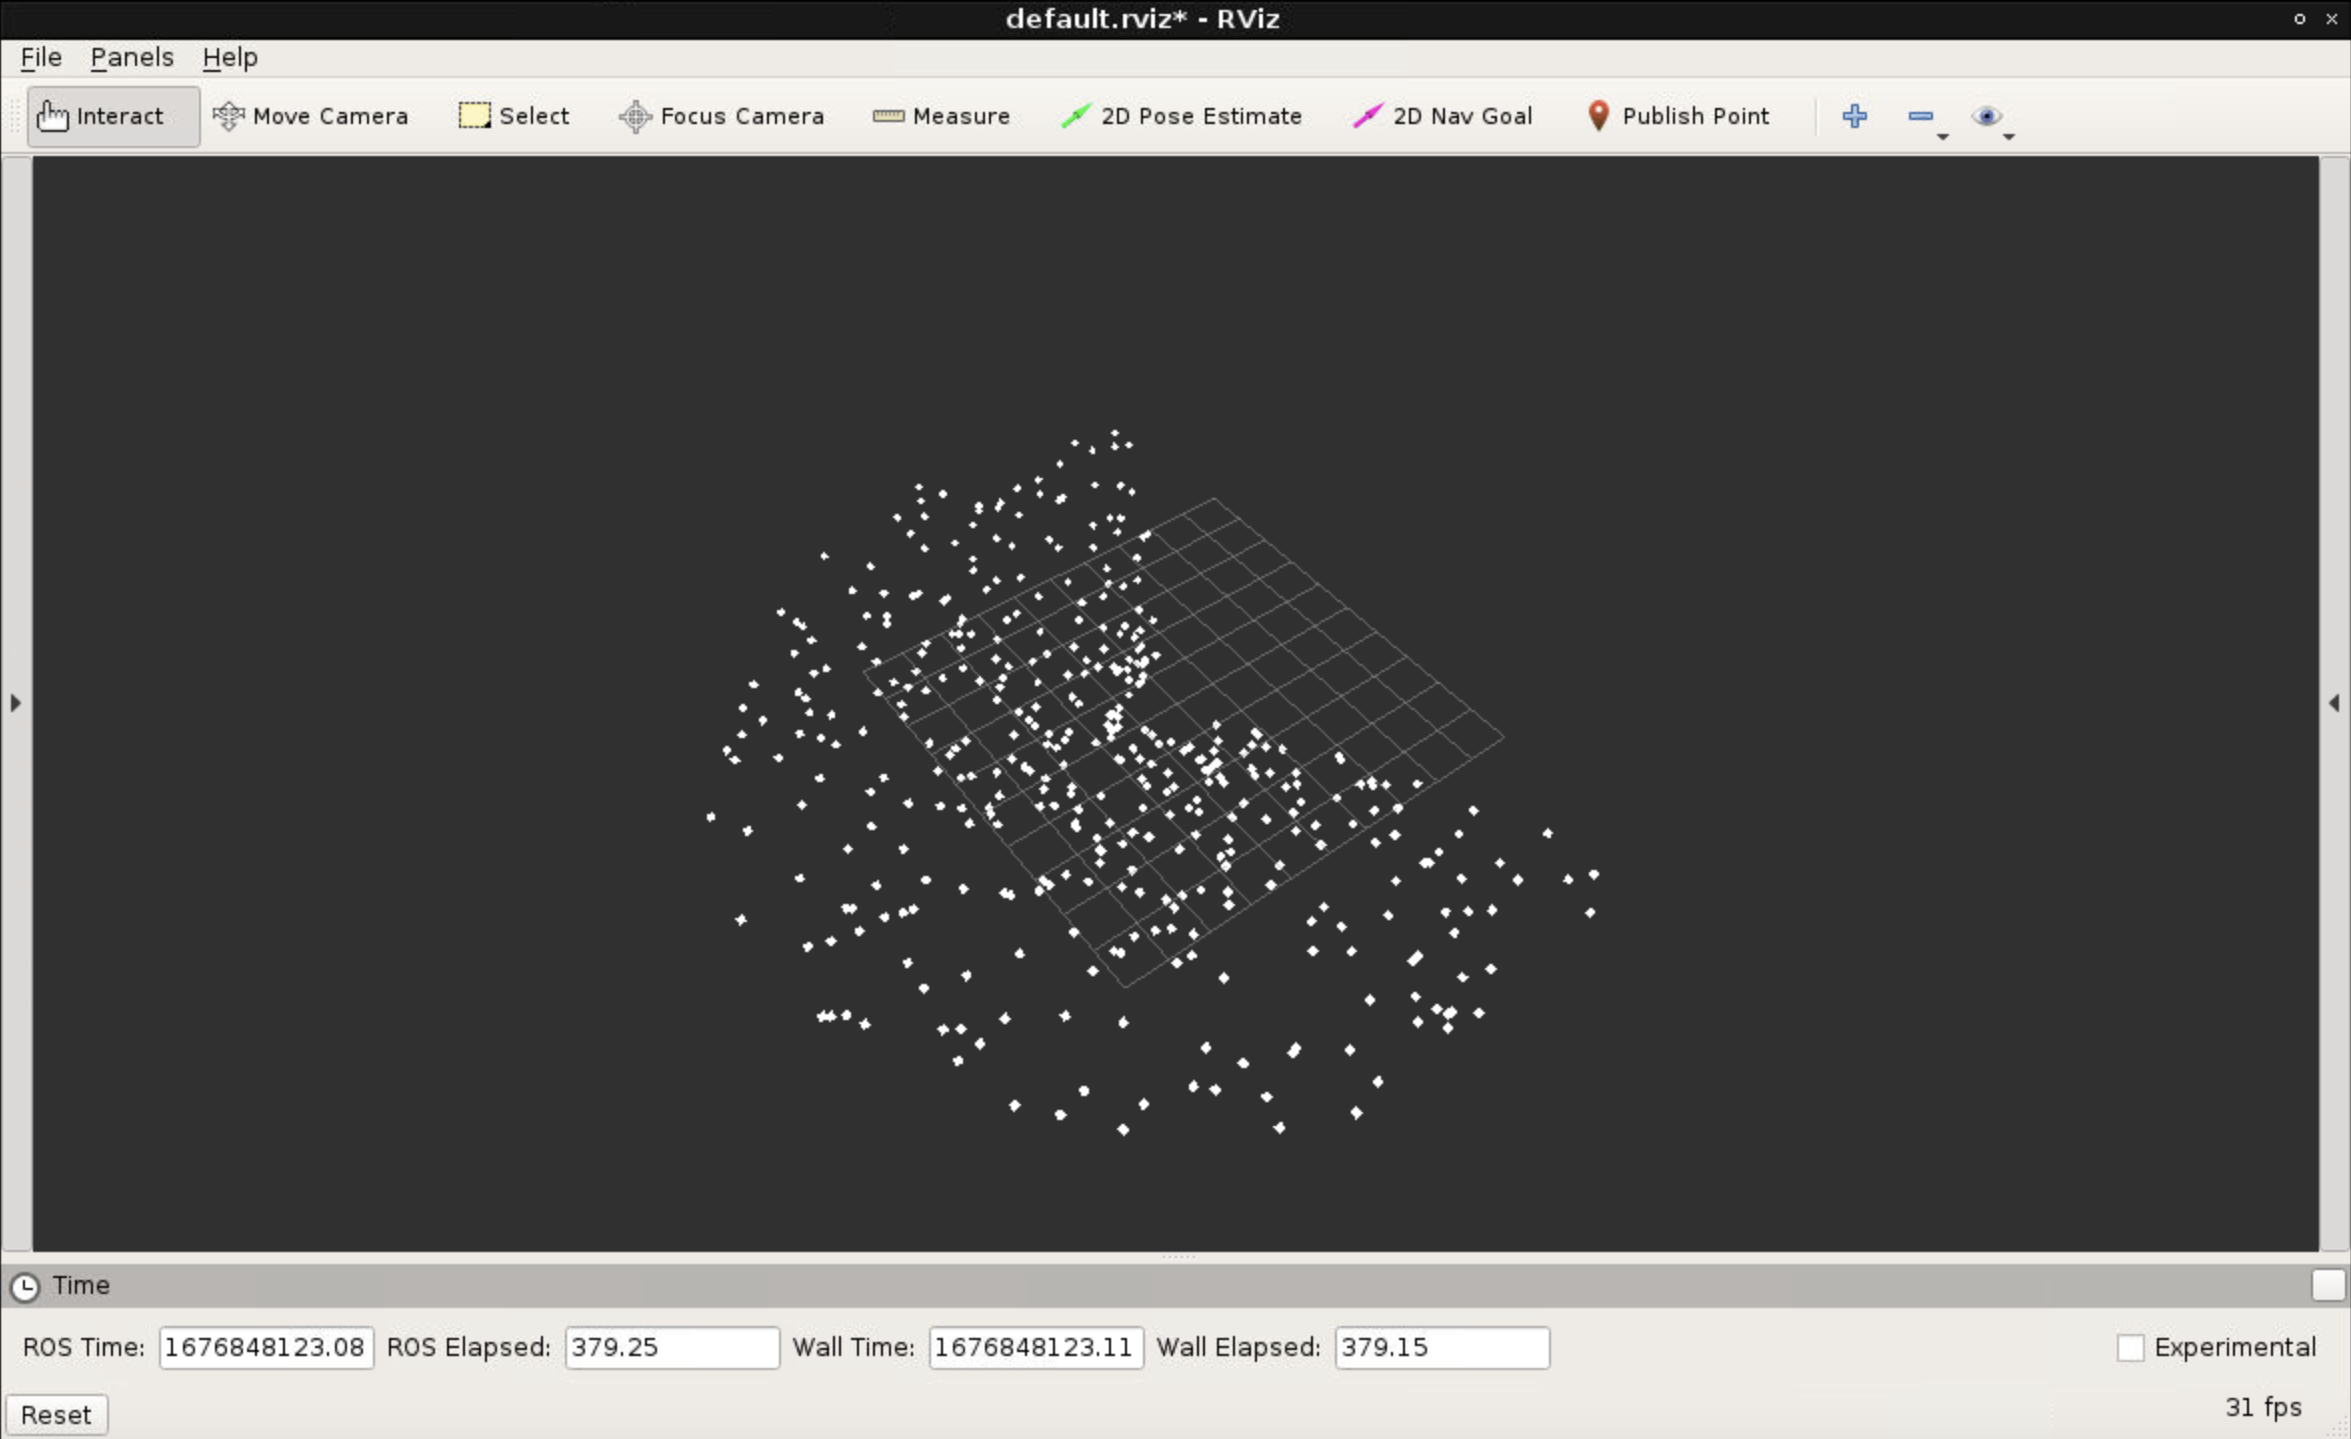 default.rviz* - RViz
File Panels Help
Interact Move Camera Select Focus Camera Measure 2D Pose Estimate 2D Nav Goal Publish Point
Time
ROS Time: 1676848123.08 ROS Elapsed: 379.25 Wall Time: 1676848123.11 Wall Elapsed: 379.15 Experimental
Reset 31 fps